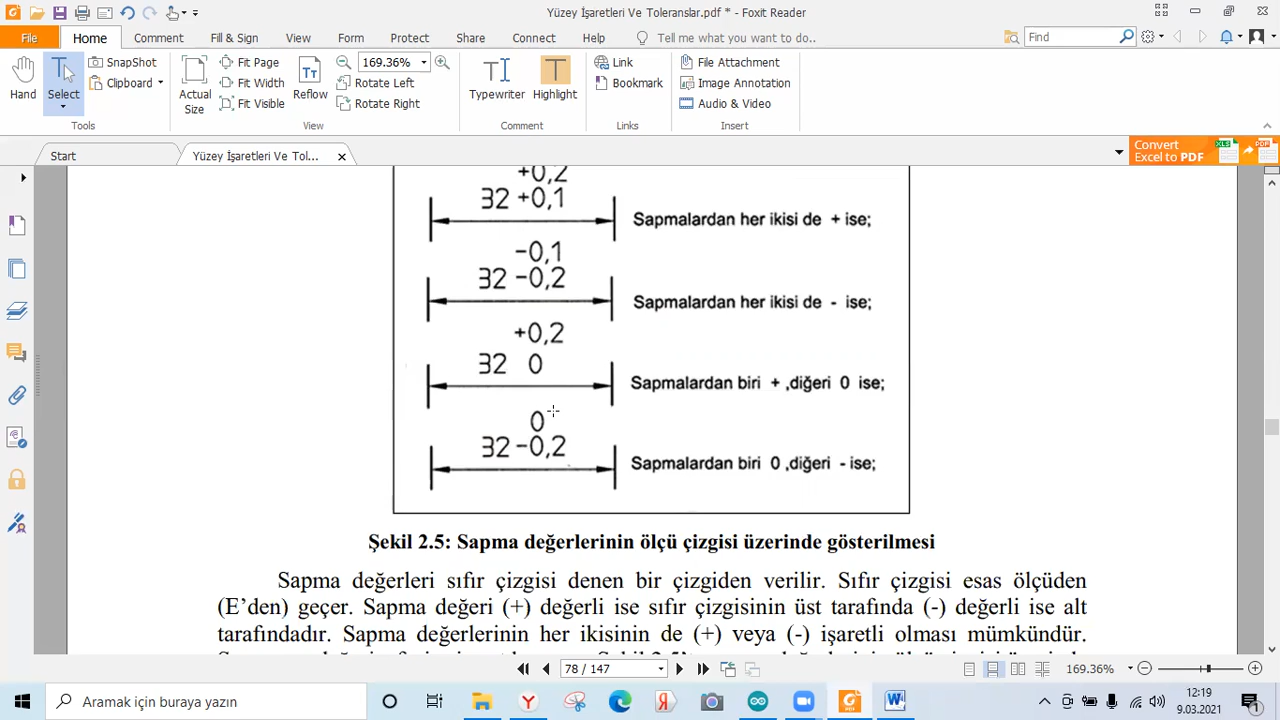 Yüzey İşaretleri Ve Toleranslar.pdf * - Foxit Reader
File Home Comment Fill & Sign View Form Protect Share Connect Help Tell me what you want to do.. Find
Hand
Select
SnapShot
Clipboard
Tools
Actual Size
Fit Page
Fit Width
Fit Visible
Reflow
169.36%
Rotate Left
Rotate Right
View
Typewriter
Highlight
Comment
Link
Bookmark
Links
File Attachment
Image Annotation
Audio & Video
Insert
Start
Yüzey İşaretleri Ve Tol...
Convert
Excel to PDF
+0,2
32 +0,1
Sapmalardan her ikisi de + ise;
-0,1
32 -0,2
Sapmalardan her ikisi de - ise;
+0,2
32 0
Sapmalardan biri + ,diğeri 0 ise;
0
32 -0,2
Sapmalardan biri 0 ,diğeri - ise;
Şekil 2.5: Sapma değerlerinin ölçü çizgisi üzerinde gösterilmesi
Sapma değerleri sıfır çizgisi denen bir çizgiden verilir. Sıfır çizgisi esas ölçüden
(E’den) geçer. Sapma değeri (+) değerli ise sıfır çizgisinin üst tarafında (-) değerli ise alt
tarafındadır. Sapma değerlerinin her ikisinin de (+) veya (-) işaretli olması mümkündür.
78 / 147
169.36%
Aramak için buraya yazın
12:19
9.03.2021